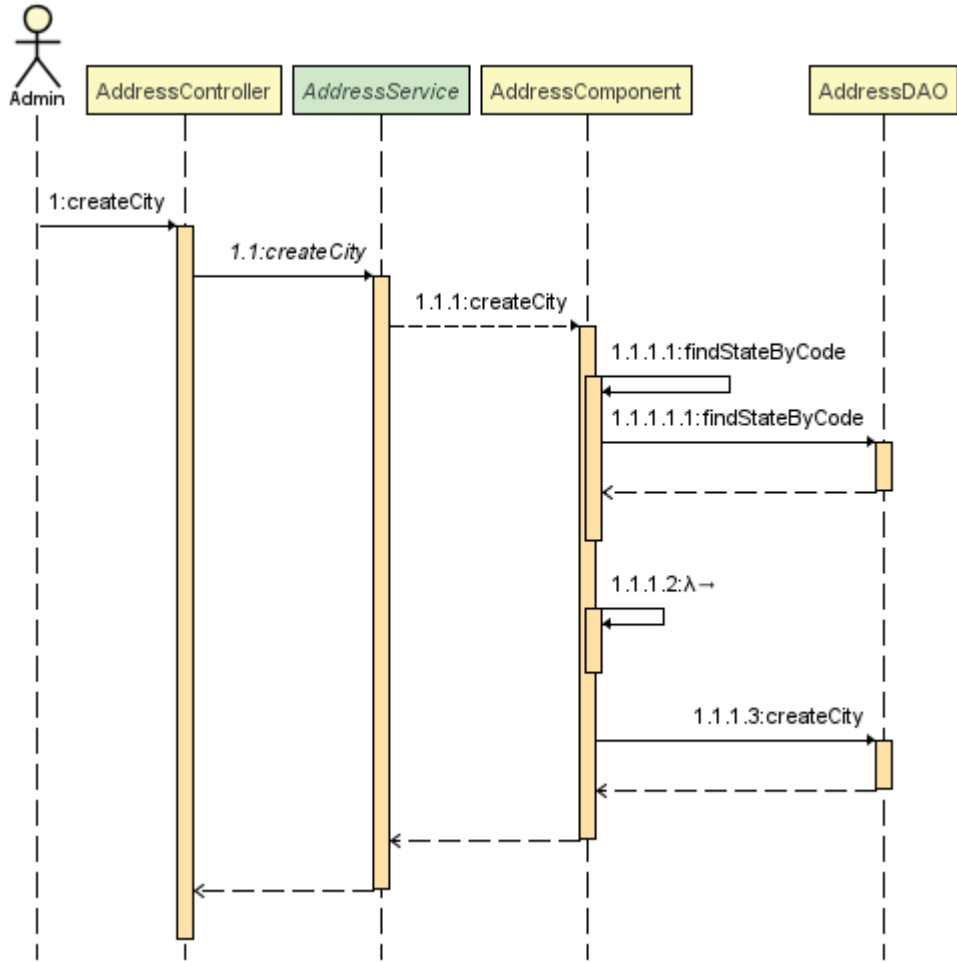 Admin
AddressController
AddressService
AddressComponent
AddressDAO
1:createCity
1.1:createCity
1.1.1:createCity
1.1.1.1:findStateByCode
1.1.1.1.1:findStateByCode
1.1.1.2:λ→
1.1.1.3:createCity